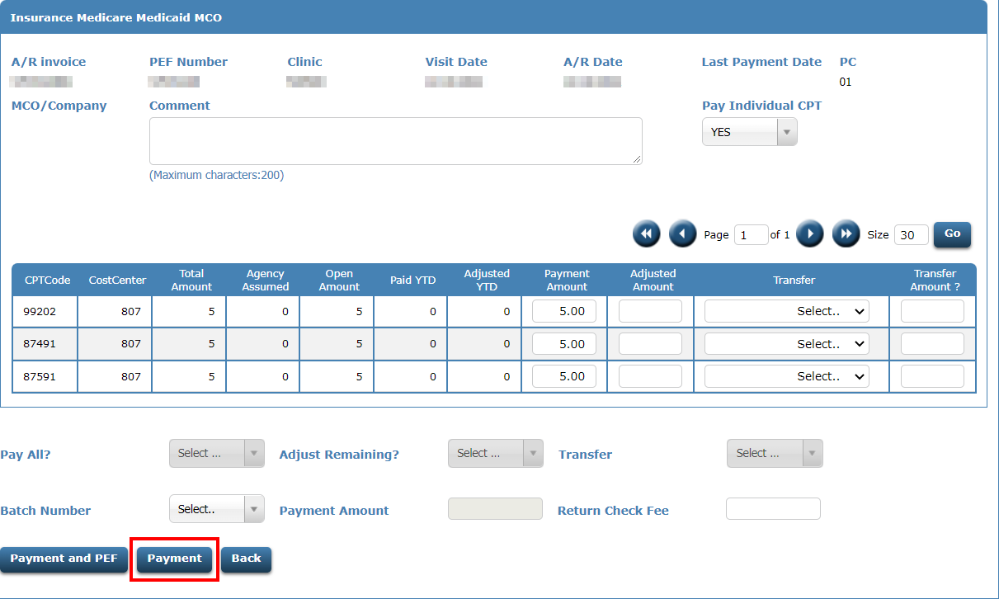 Insurance Medicare Medicaid MCO
A/R invoice PEF Number Clinic Visit Date A/R Date Last Payment Date PC
01
MCO/Company Comment Pay Individual CPT
YES
(Maximum characters:200)
Page 1 of 1 Size 30 Go
CPTCode CostCenter Total Amount Agency Assumed Open Amount Paid YTD Adjusted YTD Payment Amount Adjusted Amount Transfer Transfer Amount ?
99202 807 5 0 5 0 0 5.00 Select..
87491 807 5 0 5 0 0 5.00 Select..
87591 807 5 0 5 0 0 5.00 Select..
Pay All? Select ... Adjust Remaining? Select ... Transfer Select ...
Batch Number Select.. Payment Amount Return Check Fee
Payment and PEF Payment Back